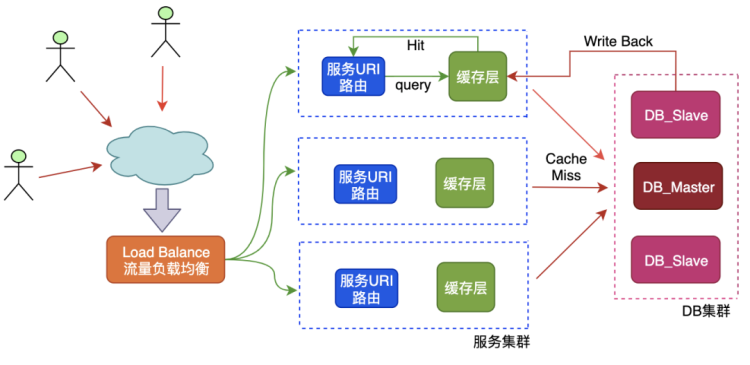 Hit
Write Back
服务URI
路由
query
缓存层
DB_Slave
Cache
Miss
服务URI
路由
缓存层
DB_Master
Load Balance
流量负载均衡
服务URI
路由
缓存层
DB_Slave
DB集群
服务集群